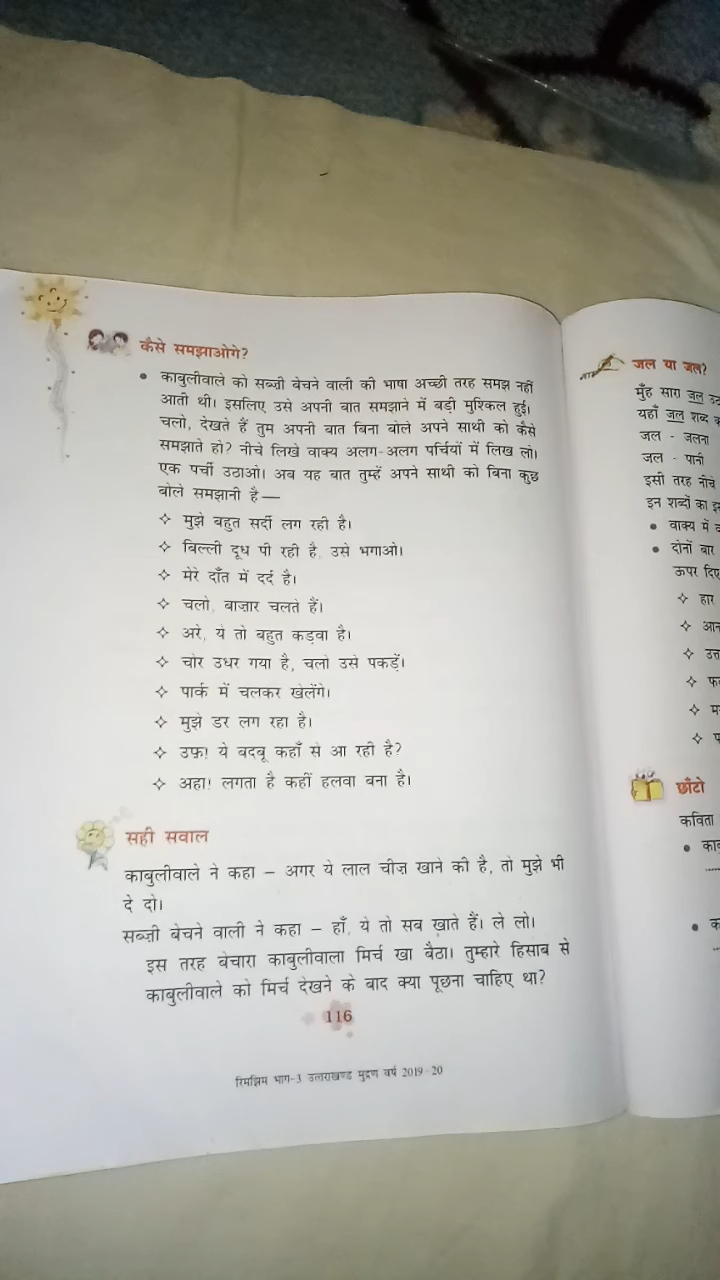 कैसे समझाओगे?
काबुलीवाले को सब्ज़ी बेचने वाली की भाषा अच्छी तरह समझ नहीं
आती थी। इसलिए उसे अपनी बात समझाने में बड़ी मुश्किल हुई।
चलो, देखते हैं तुम अपनी बात बिना बोले अपने साथी को कैसे
समझाते हो? नीचे लिखे वाक्य अलग-अलग पर्चियों में लिख लो।
एक पर्ची उठाओ। अब यह बात तुम्हें अपने साथी को बिना कुछ
बोले समझानी है—
मुझे बहुत सर्दी लग रही है।
बिल्ली दूध पी रही है, उसे भगाओ।
मेरे दाँत में दर्द है।
चलो, बाज़ार चलते हैं।
अरे, ये तो बहुत कड़वा है।
चोर उधर गया है, चलो उसे पकड़ें।
पार्क में चलकर खेलेंगे।
मुझे डर लग रहा है।
उफ़! ये बदबू कहाँ से आ रही है?
अहा! लगता है कहीं हलवा बना है।
सही सवाल
काबुलीवाले ने कहा – अगर ये लाल चीज़ खाने की है, तो मुझे भी
दे दो।
सब्ज़ी बेचने वाली ने कहा – हाँ, ये तो सब खाते हैं। ले लो।
इस तरह बेचारा काबुलीवाला मिर्च खा बैठा। तुम्हारे हिसाब से
काबुलीवाले को मिर्च देखने के बाद क्या पूछना चाहिए था?
116
रिमझिम भाग-3 उत्तराखण्ड मुद्रण वर्ष 2019-20
जल या जल?
मुँह सारा जल
यहाँ जल शब्द
जल - जलना
जल - पानी
इसी तरह नीचे
इन शब्दों का
वाक्य में
दोनों बार
ऊपर दिए
हार
छाँटो
कविता